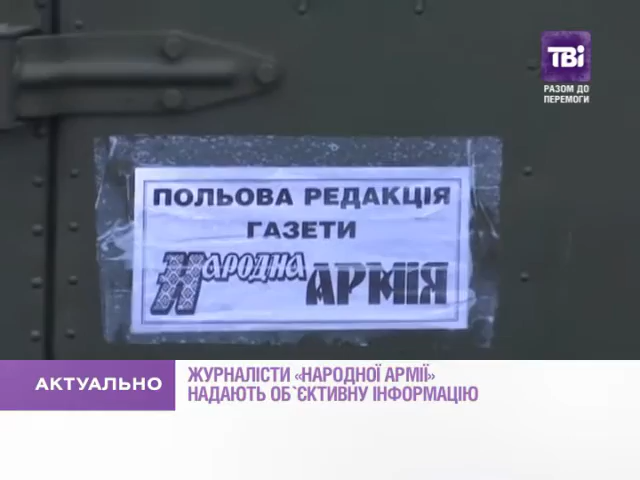 ТВі
РАЗОМ ДО
ПЕРЕМОГИ
ПОЛЬОВА РЕДАКЦІЯ
ГАЗЕТИ
НАРОДНА АРМІЯ
АКТУАЛЬНО
ЖУРНАЛІСТИ «НАРОДНОЇ АРМІЇ»
НАДАЮТЬ ОБ`ЄКТИВНУ ІНФОРМАЦІЮ